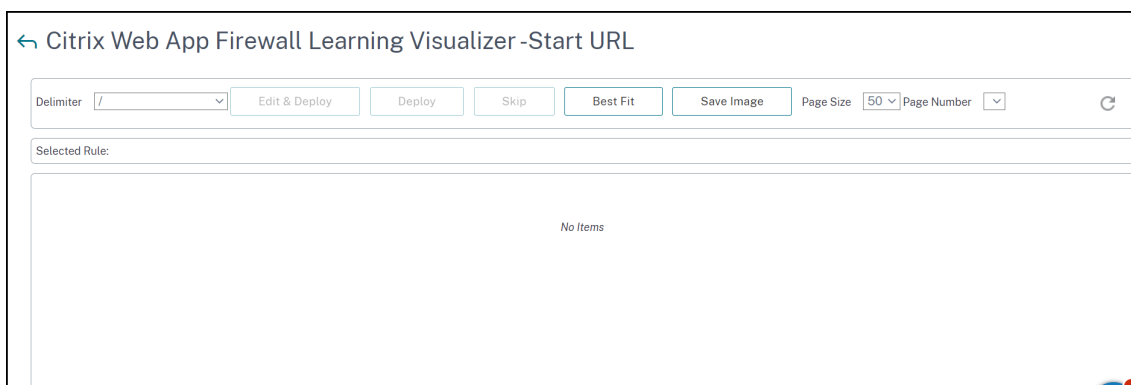 Citrix Web App Firewall Learning Visualizer -Start URL
Delimiter / Edit & Deploy Deploy Skip Best Fit Save Image Page Size 50 Page Number
Selected Rule:
No Items